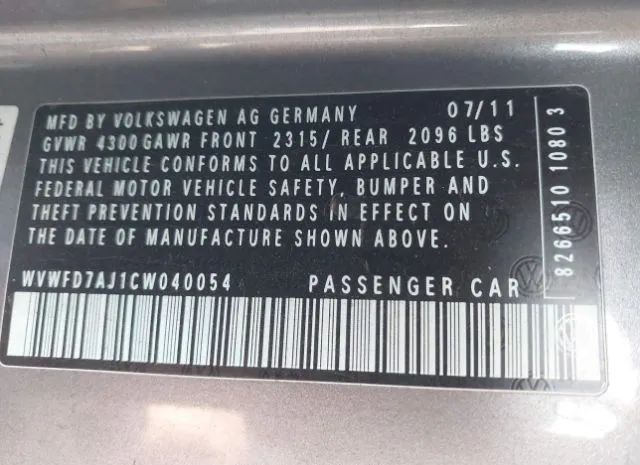 MFD BY VOLKSWAGEN AG GERMANY 07/11
GVWR 4300 GAWR FRONT 2315/ REAR 2096 LBS
THIS VEHICLE CONFORMS TO ALL APPLICABLE U.S.
FEDERAL MOTOR VEHICLE SAFETY, BUMPER AND
THEFT PREVENTION STANDARDS IN EFFECT ON
THE DATE OF MANUFACTURE SHOWN ABOVE.
WVWFD7AJ1CW040054 PASSENGER CAR
8266510 1080 3